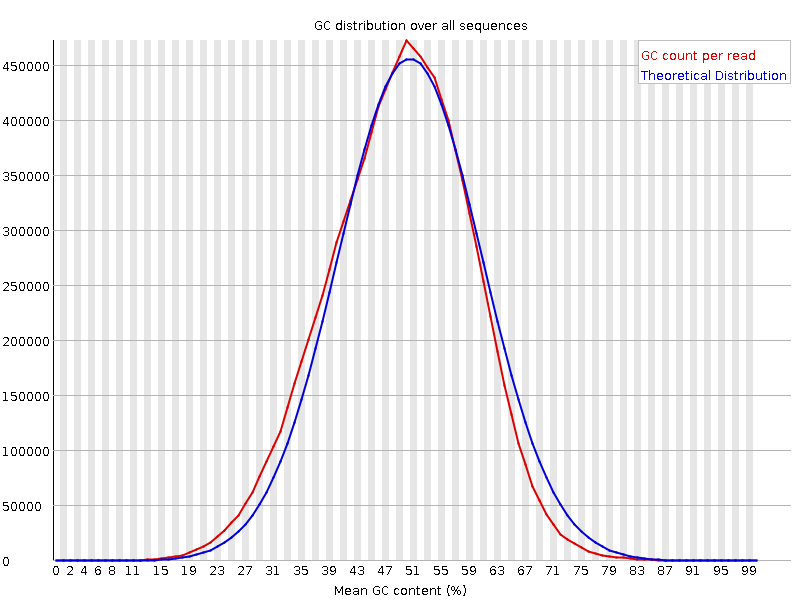 GC distribution over all sequences
GC count per read
Theoretical Distribution
450000
400000
350000
300000
250000
200000
150000
100000
50000
0
0 2 4 6 8 11 15 19 23 27 31 35 39 43 47 51 55 59 63 67 71 75 79 83 87 91 95 99
Mean GC content (%)